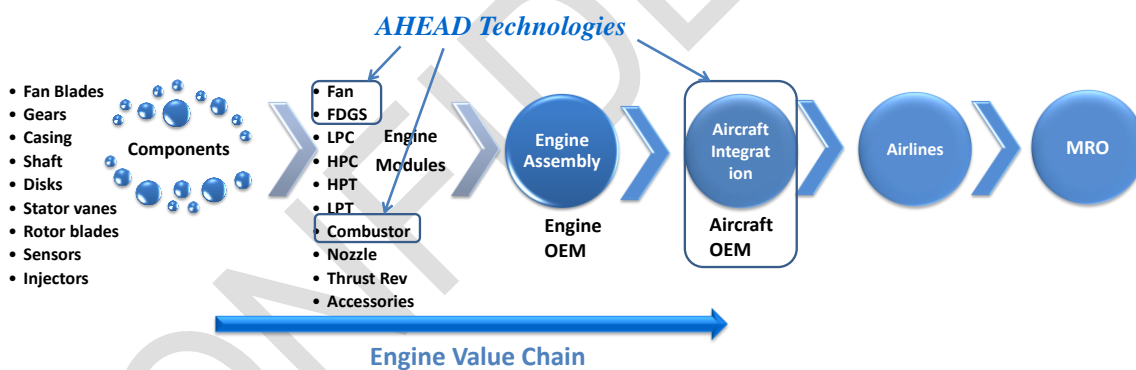 AHEAD Technologies
• Fan Blades
• Gears
• Casing
• Shaft
• Disks
• Stator vanes
• Rotor blades
• Sensors
• Injectors
Components
• Fan
• FDGS
• LPC
• HPC
• HPT
• LPT
• Combustor
• Nozzle
• Thrust Rev
• Accessories
Engine
Modules
Engine
Assembly
Engine
OEM
Aircraft
Integrat
ion
Aircraft
OEM
Airlines
MRO
Engine Value Chain